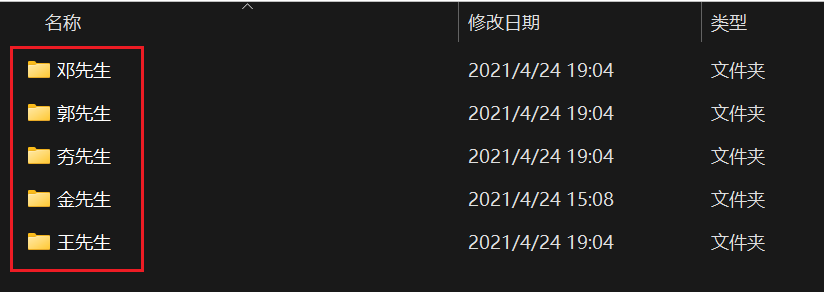 名称 修改日期 类型
邓先生 2021/4/24 19:04 文件夹
郭先生 2021/4/24 19:04 文件夹
夯先生 2021/4/24 19:04 文件夹
金先生 2021/4/24 15:08 文件夹
王先生 2021/4/24 19:04 文件夹